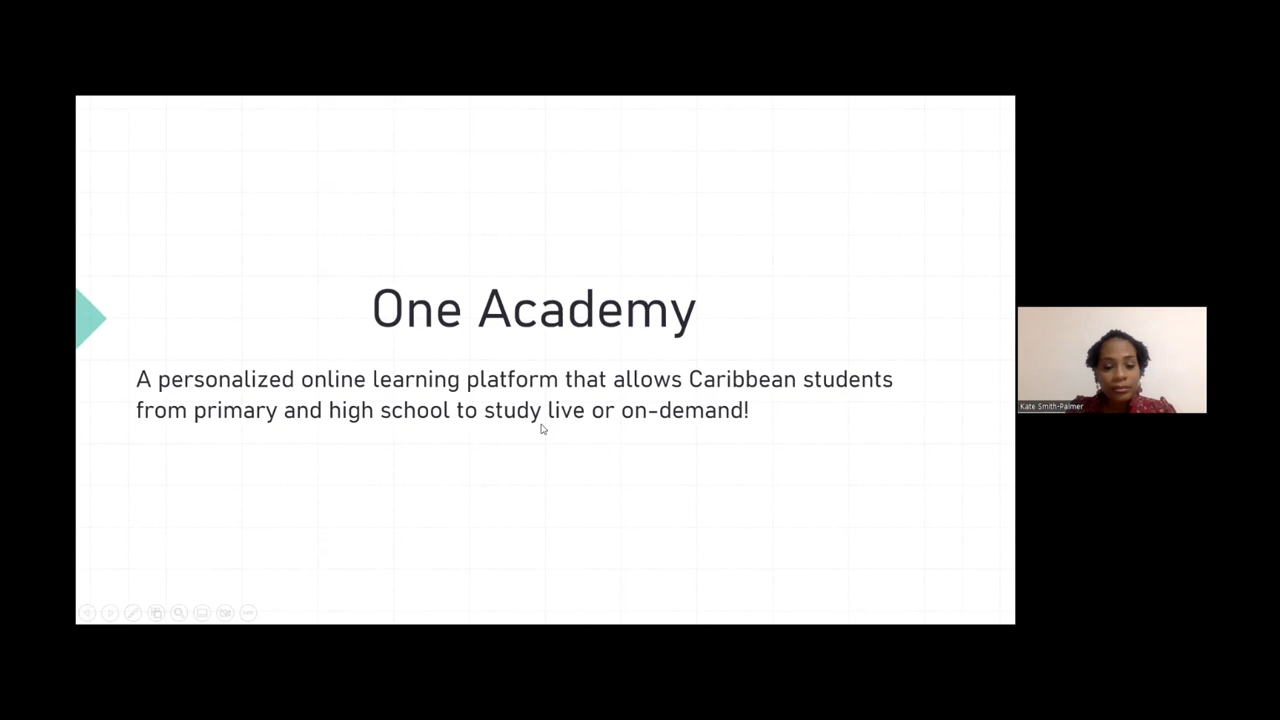 One Academy
A personalized online learning platform that allows Caribbean students
from primary and high school to study live or on-demand!
Kate Smith-Palmer